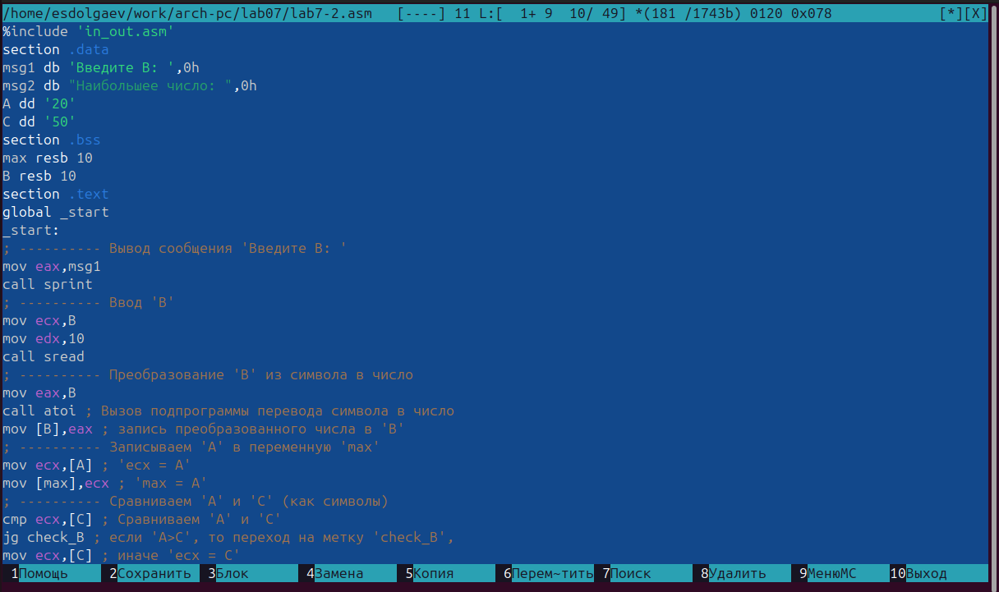 /home/esdolgaev/work/arch-pc/lab07/lab7-2.asm   [----] 11 L:[  1+ 9  10/ 49] *(181 /1743b) 0120 0x078   [*][X]
%include 'in_out.asm'
section .data
msg1 db 'Введите B: ',0h
msg2 db "Наибольшее число: ",0h
A dd '20'
C dd '50'
section .bss
max resb 10
B resb 10
section .text
global _start
_start:
; ---------- Вывод сообщения 'Введите B: '
mov eax,msg1
call sprint
; ---------- Ввод 'B'
mov ecx,B
mov edx,10
call sread
; ---------- Преобразование 'B' из символа в число
mov eax,B
call atoi ; Вызов подпрограммы перевода символа в число
mov [B],eax ; запись преобразованного числа в 'B'
; ---------- Записываем 'A' в переменную 'max'
mov ecx,[A] ; 'ecx = A'
mov [max],ecx ; 'max = A'
; ---------- Сравниваем 'A' и 'С' (как символы)
cmp ecx,[C] ; Сравниваем 'A' и 'С'
jg check_B ; если 'A>C', то переход на метку 'check_B',
mov ecx,[C] ; иначе 'ecx = C'
1Помощь 2Сохранить 3Блок 4Замена 5Копия 6Перем~тить 7Поиск 8Удалить 9МенюMC 10Выход